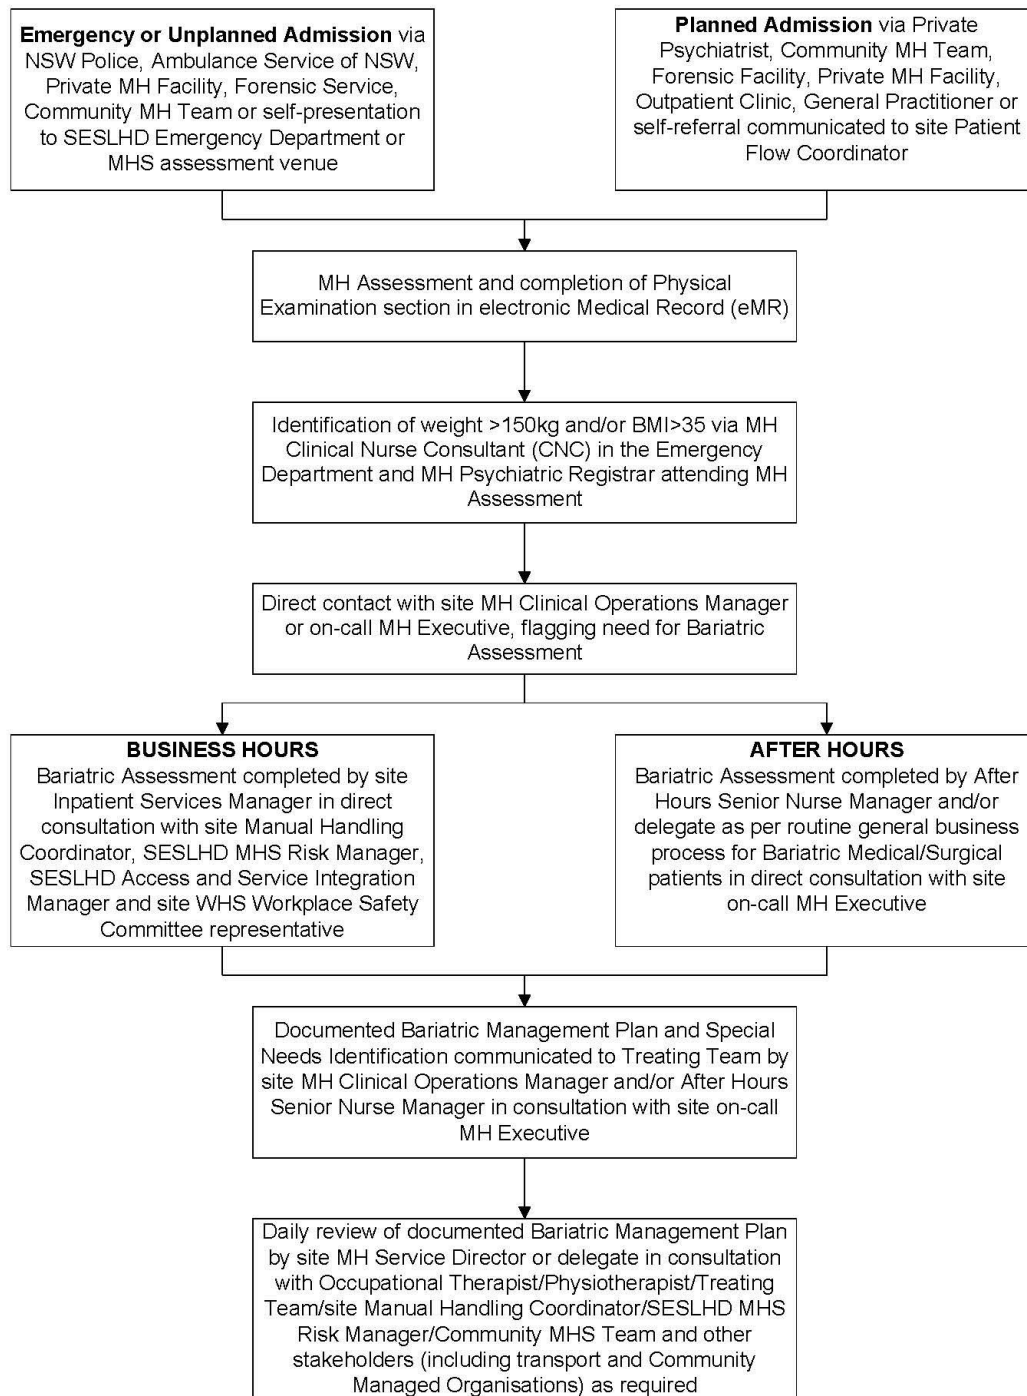 Emergency or Unplanned Admission via
NSW Police, Ambulance Service of NSW,
Private MH Facility, Forensic Service,
Community MH Team or self-presentation
to SESLHD Emergency Department or
MHS assessment venue
Planned Admission via Private
Psychiatrist, Community MH Team,
Forensic Facility, Private MH Facility,
Outpatient Clinic, General Practitioner or
self-referral communicated to site Patient
Flow Coordinator
MH Assessment and completion of Physical
Examination section in electronic Medical Record (eMR)
Identification of weight >150kg and/or BMI>35 via MH
Clinical Nurse Consultant (CNC) in the Emergency
Department and MH Psychiatric Registrar attending MH
Assessment
Direct contact with site MH Clinical Operations Manager
or on-call MH Executive, flagging need for Bariatric
Assessment
BUSINESS HOURS
Bariatric Assessment completed by site
Inpatient Services Manager in direct
consultation with site Manual Handling
Coordinator, SESLHD MHS Risk Manager,
SESLHD Access and Service Integration
Manager and site WHS Workplace Safety
Committee representative
AFTER HOURS
Bariatric Assessment completed by After
Hours Senior Nurse Manager and/or
delegate as per routine general business
process for Bariatric Medical/Surgical
patients in direct consultation with site
on-call MH Executive
Documented Bariatric Management Plan and Special
Needs Identification communicated to Treating Team by
site MH Clinical Operations Manager and/or After Hours
Senior Nurse Manager in consultation with site on-call
MH Executive
Daily review of documented Bariatric Management Plan
by site MH Service Director or delegate in consultation
with Occupational Therapist/Physiotherapist/Treating
Team/site Manual Handling Coordinator/SESLHD MHS
Risk Manager/Community MHS Team and other
stakeholders (including transport and Community
Managed Organisations) as required